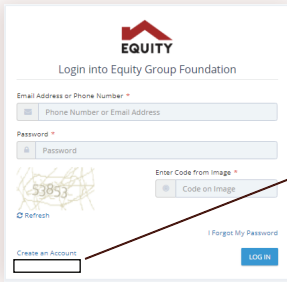 EQUITY
Login into Equity Group Foundation
Email Address or Phone Number *
Phone Number or Email Address
Password *
Password
53853
Enter Code from Image *
Code on Image
Refresh
I Forgot My Password
Create an Account
LOG IN